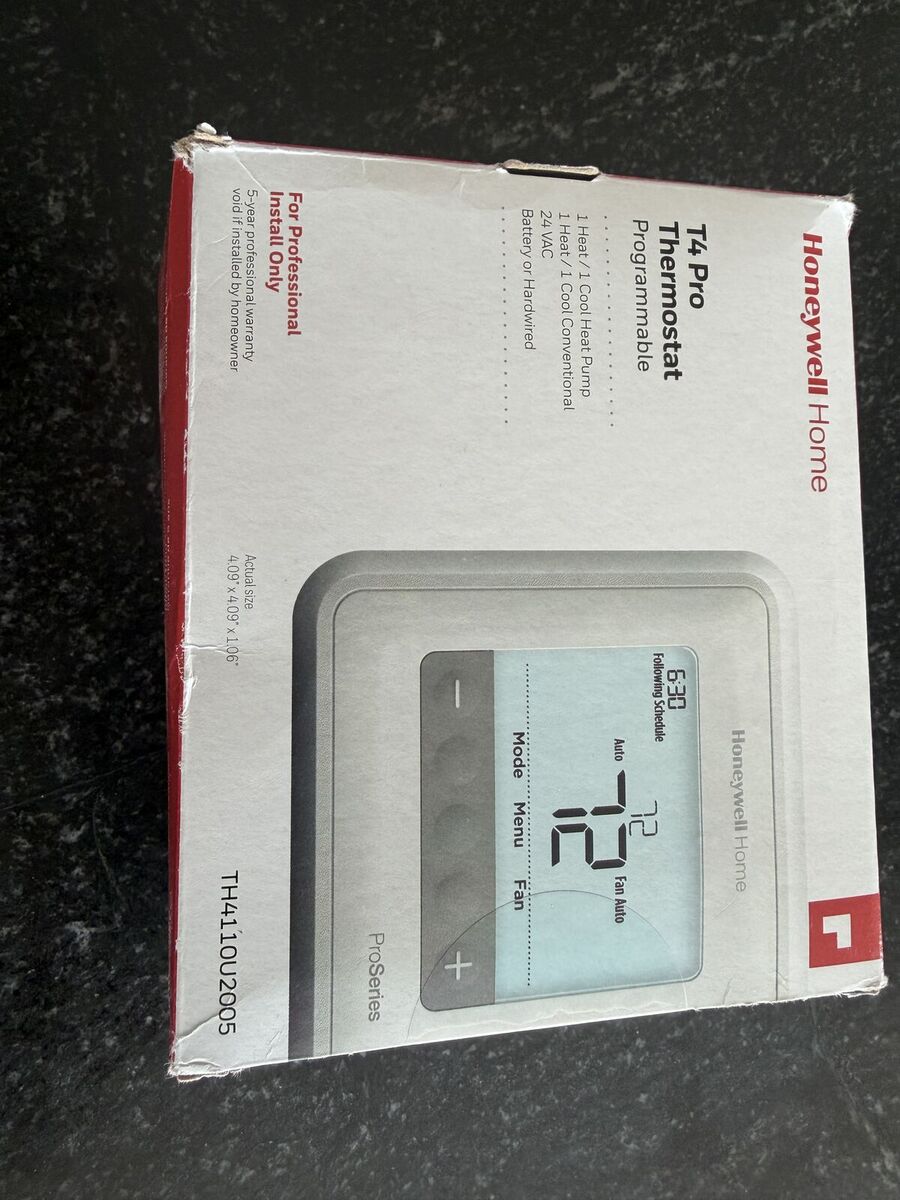 Honeywell Home
T4 Pro
Thermostat
Programmable
1 Heat / 1 Cool Heat Pump
1 Heat / 1 Cool Conventional
24 VAC
Battery or Hardwired
For Professional
Install Only
5-year professional warranty
void if installed by homeowner
Honeywell Home
6:30
Following Schedule
72
Auto
72
Fan Auto
Mode Menu Fan
− +
ProSeries
Actual size
4.09" x 4.09" x 1.06"
TH4110U2005